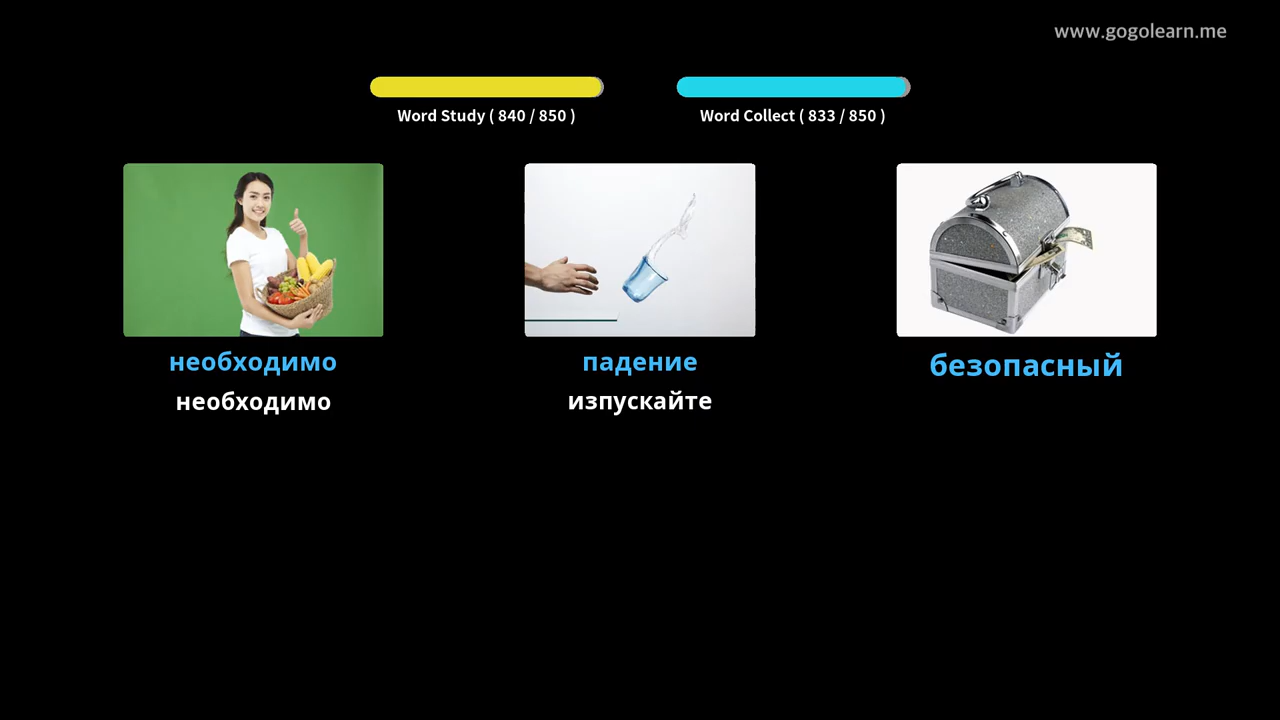 www.gogolearn.me
Word Study ( 840 / 850 )
Word Collect ( 833 / 850 )
необходимо
необходимо
падение
изпускайте
безопасный